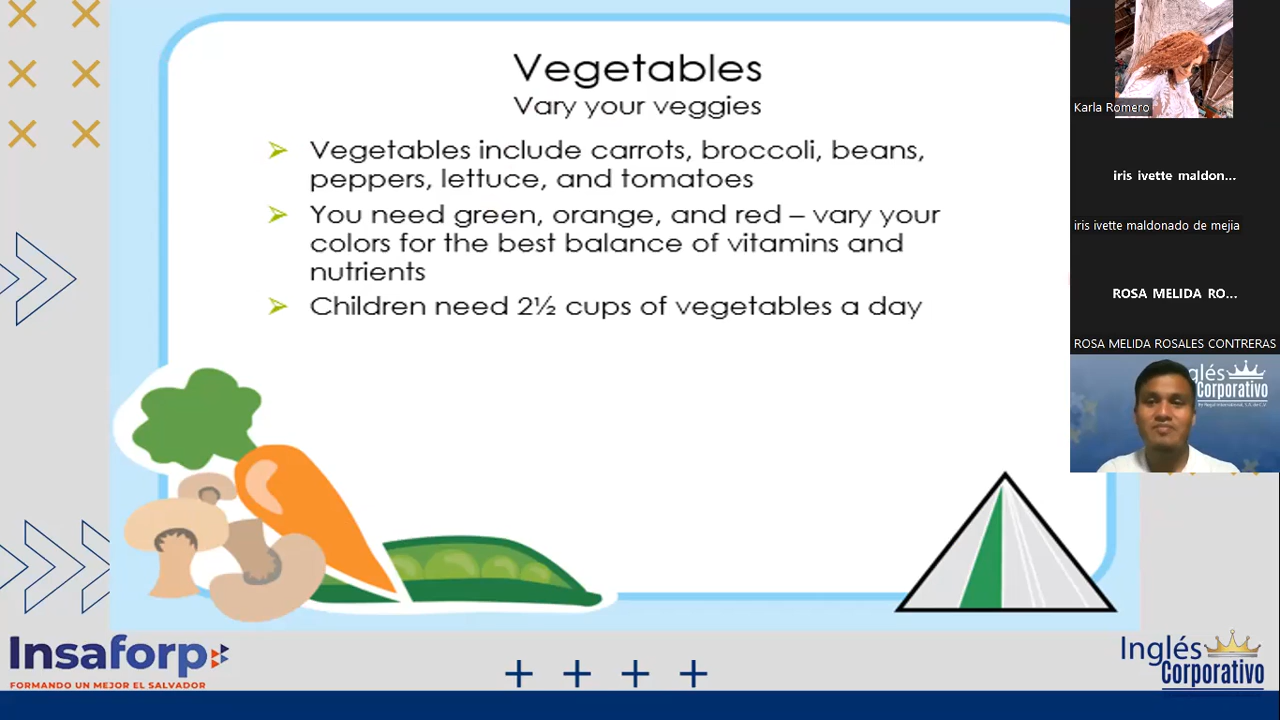 Vegetables
Vary your veggies
➢ Vegetables include carrots, broccoli, beans,
peppers, lettuce, and tomatoes
➢ You need green, orange, and red – vary your
colors for the best balance of vitamins and
nutrients
➢ Children need 2½ cups of vegetables a day
Karla Romero
iris ivette maldon...
iris ivette maldonado de mejia
ROSA MELIDA RO...
ROSA MELIDA ROSALES CONTRERAS
glés
Corporativo
Insaforp
FORMANDO UN MEJOR EL SALVADOR
Inglés
Corporativo